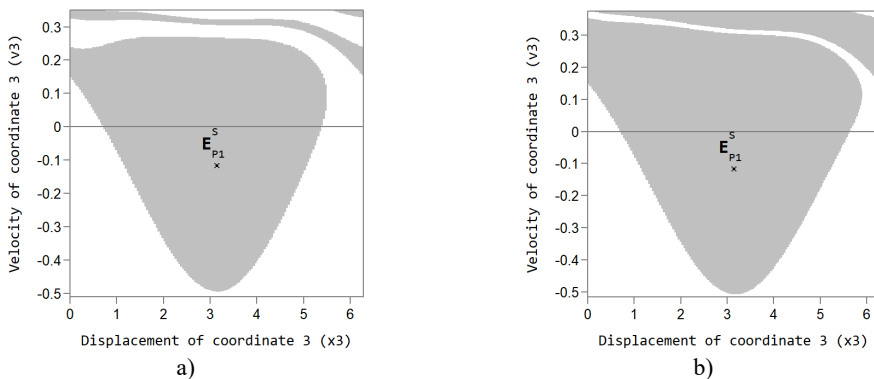 0.3
0.2
0.1
0
-0.1
-0.2
-0.3
-0.4
-0.5
Velocity of coordinate 3 (v3)
E S P1
0 1 2 3 4 5 6
Displacement of coordinate 3 (x3)
a)
0.3
0.2
0.1
0
-0.1
-0.2
-0.3
-0.4
-0.5
Velocity of coordinate 3 (v3)
E S P1
0 1 2 3 4 5 6
Displacement of coordinate 3 (x3)
b)